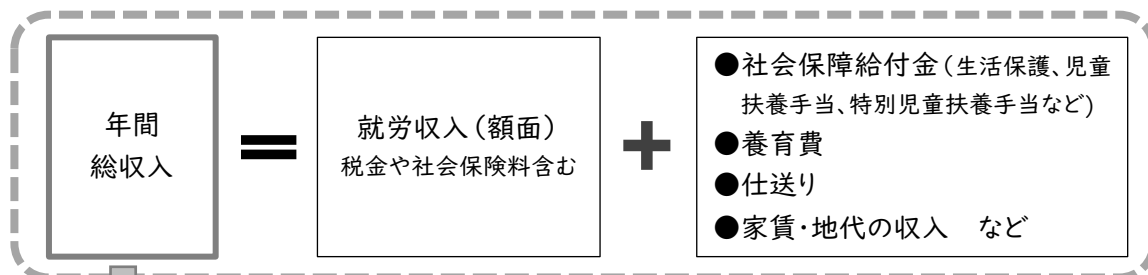 年間
総収入
＝
就労収入（額面）
税金や社会保険料含む
＋
●社会保障給付金（生活保護、児童
扶養手当、特別児童扶養手当など)
●養育費
●仕送り
●家賃・地代の収入　など